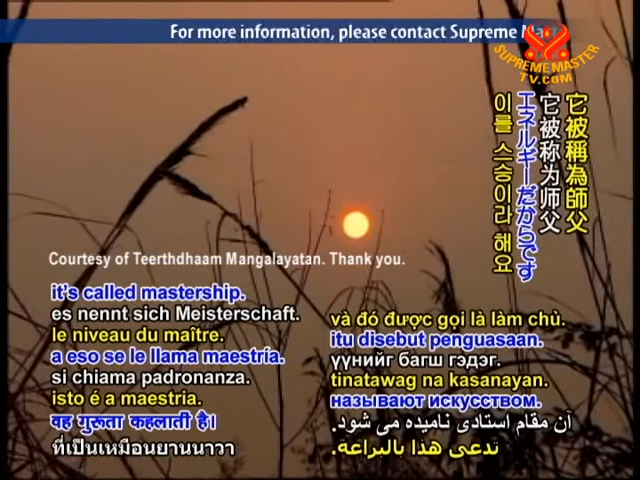 For more information, please contact Supreme Ma
SUPREME MASTER
TV.COM
它被稱為師父
它被称为师父
エネルギーだからです
이를 스승이라 해요
Courtesy of Teerthdhaam Mangalayatan. Thank you.
it's called mastership.
es nennt sich Meisterschaft.
le niveau du maître.
a eso se le llama maestría.
si chiama padronanza.
isto é a maestria.
वह गुरूता कहलाती है।
ที่เป็นเหมือนยานนาวา
và đó được gọi là làm chủ.
itu disebut penguasaan.
үүнийг багш гэдэг.
tinatawag na kasanayan.
называют искусством.
آن مقام استادی نامیده می شود.
تدعى هذا بالبراعة.